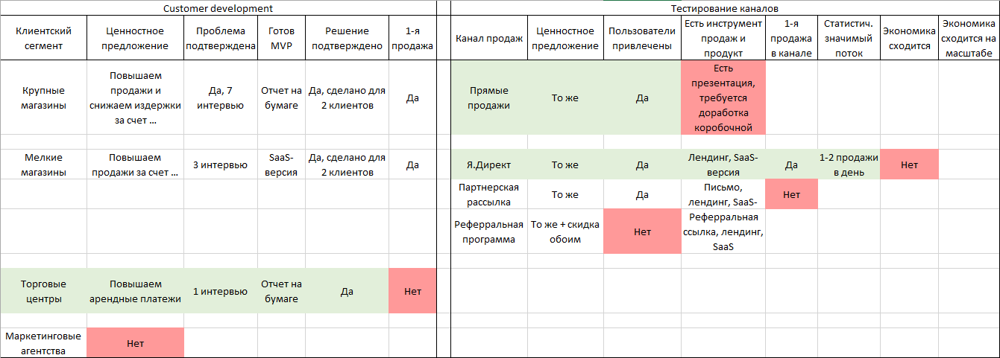 Customer development
Тестирование каналов
Клиентский
сегмент
Ценностное
предложение
Проблема
подтверждена
Готов
MVP
Решение
подтверждено
1-я
продажа
Канал продаж
Ценностное
предложение
Пользователи
привлечены
Есть инструмент
продаж и
продукт
1-я
продажа
в канале
Статистич.
значимый
поток
Экономика
сходится
Экономика
сходится на
масштабе
Крупные
магазины
Повышаем
продажи и
снижаем издержки
за счет ...
Да, 7
интервью
Отчет на
бумаге
Да, сделано для
2 клиентов
Да
Прямые
продажи
То же
Да
Есть
презентация,
требуется
доработка
коробочной
Мелкие
магазины
Повышаем
продажи за счет ...
3 интервью
SaaS-
версия
Да, сделано для
2 клиентов
Да
Я.Директ
То же
Да
Лендинг, SaaS-
версия
Да
1-2 продажи
в день
Нет
Партнерская
рассылка
То же
Да
Письмо,
лендинг, SaaS-
Нет
Реферральная
программа
То же + скидка
обоим
Нет
Реферральная
ссылка, лендинг,
SaaS
Торговые
центры
Повышаем
арендные платежи
1 интервью
Отчет на
бумаге
Да
Нет
Маркетинговые
агентства
Нет